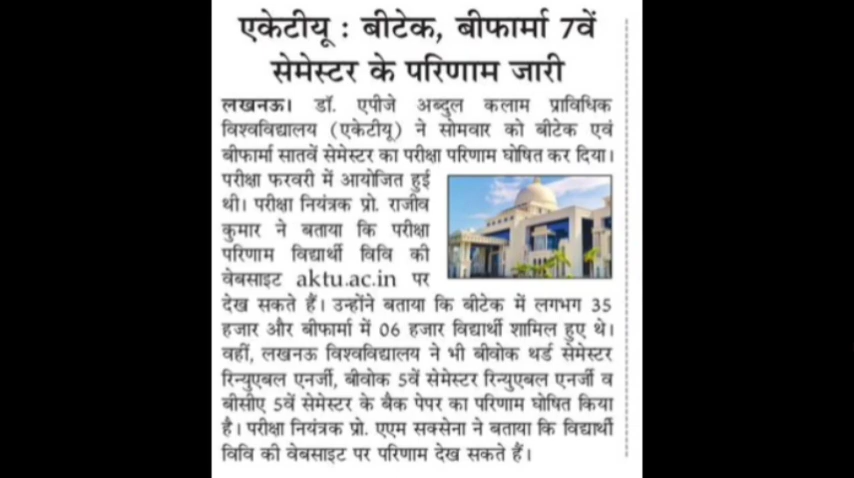 एकेटीयू : बीटेक, बीफार्मा 7वें
सेमेस्टर के परिणाम जारी
लखनऊ। डॉ. एपीजे अब्दुल कलाम प्राविधिक
विश्वविद्यालय (एकेटीयू) ने सोमवार को बीटेक एवं
बीफार्मा सातवें सेमेस्टर का परीक्षा परिणाम घोषित कर दिया।
परीक्षा फरवरी में आयोजित हुई
थी। परीक्षा नियंत्रक प्रो. राजीव
कुमार ने बताया कि परीक्षा
परिणाम विद्यार्थी विवि की
वेबसाइट aktu.ac.in पर
देख सकते हैं। उन्होंने बताया कि बीटेक में लगभग 35
हजार और बीफार्मा में 06 हजार विद्यार्थी शामिल हुए थे।
वहीं, लखनऊ विश्वविद्यालय ने भी बीवोक थर्ड सेमेस्टर
रिन्युएबल एनर्जी, बीवोक 5वें सेमेस्टर रिन्युएबल एनर्जी व
बीसीए 5वें सेमेस्टर के बैक पेपर का परिणाम घोषित किया
है। परीक्षा नियंत्रक प्रो. एएम सक्सेना ने बताया कि विद्यार्थी
विवि की वेबसाइट पर परिणाम देख सकते हैं।